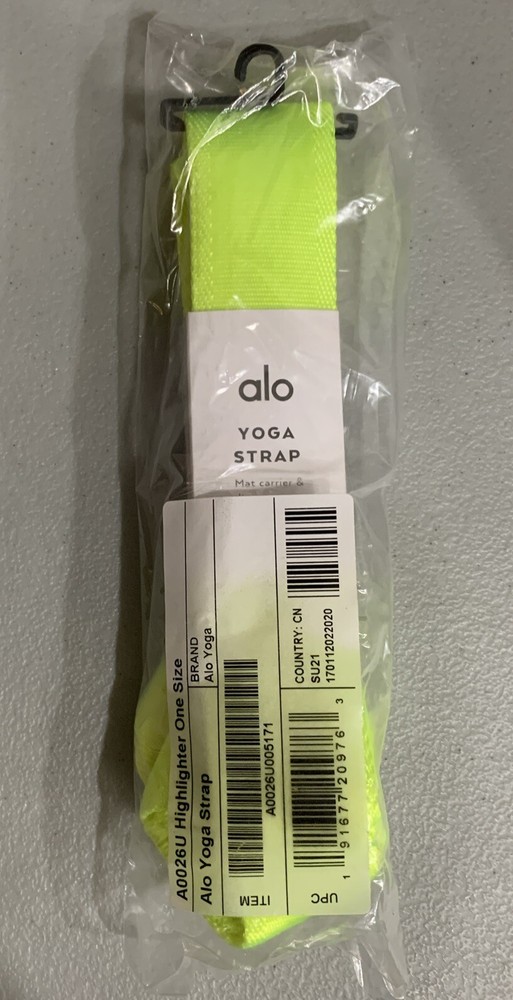 alo
YOGA
STRAP
Mat carrier &
A0026U Highlighter One Size
Alo Yoga Strap
BRAND
Alo Yoga
ITEM
A0026U005171
COUNTRY: CN
SU21
170112022020
UPC
1 91677 20976 3